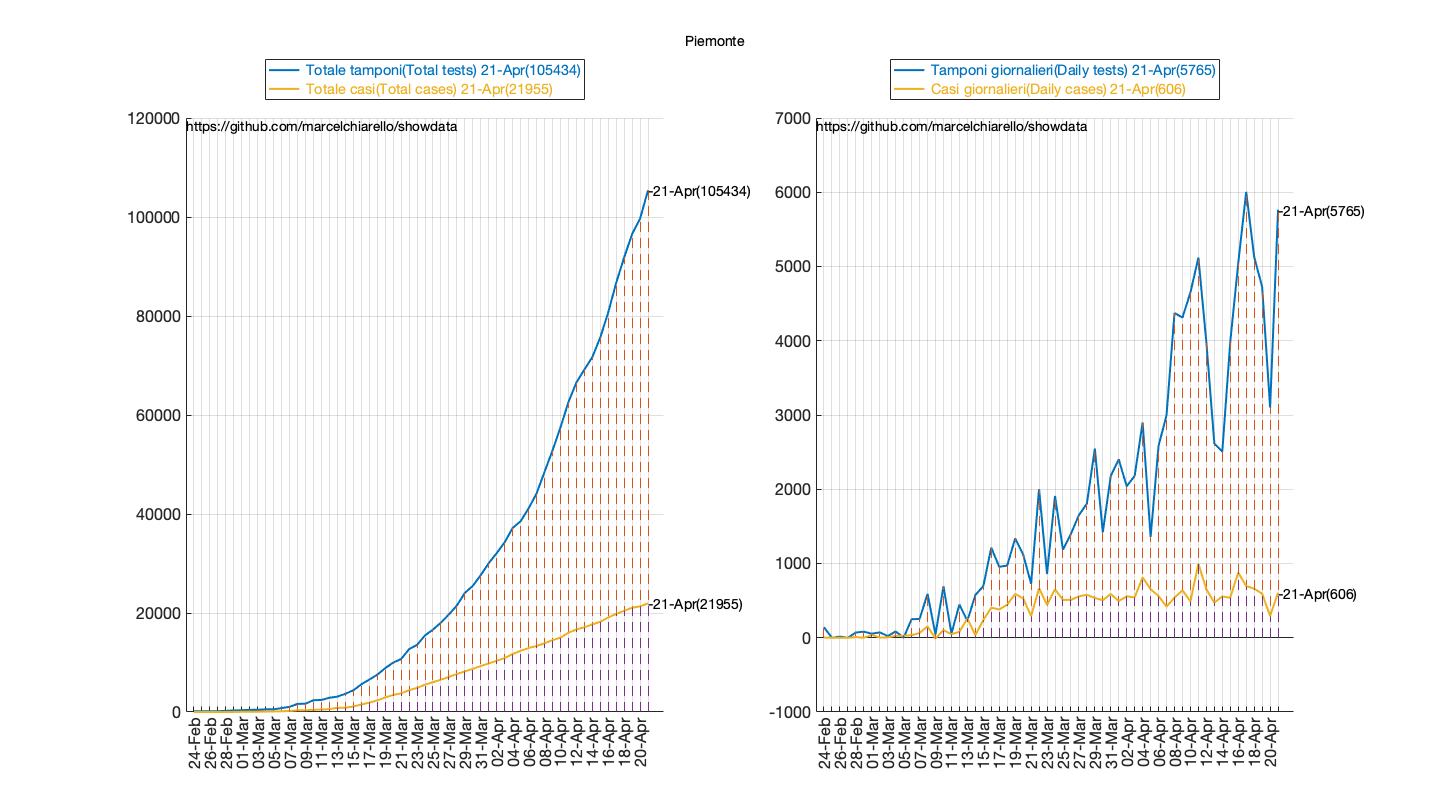 Piemonte
Totale tamponi(Total tests) 21-Apr(105434)
Totale casi(Total cases) 21-Apr(21955)
120000
https://github.com/marcelchiarello/showdata
100000
80000
60000
40000
20000
0
21-Apr(105434)
21-Apr(21955)
24-Feb
26-Feb
28-Feb
01-Mar
03-Mar
05-Mar
07-Mar
09-Mar
11-Mar
13-Mar
15-Mar
17-Mar
19-Mar
21-Mar
23-Mar
25-Mar
27-Mar
29-Mar
31-Mar
02-Apr
04-Apr
06-Apr
08-Apr
10-Apr
12-Apr
14-Apr
16-Apr
18-Apr
20-Apr
Tamponi giornalieri(Daily tests) 21-Apr(5765)
Casi giornalieri(Daily cases) 21-Apr(606)
7000
https://github.com/marcelchiarello/showdata
6000
5000
4000
3000
2000
1000
0
-1000
21-Apr(5765)
21-Apr(606)
24-Feb
26-Feb
28-Feb
01-Mar
03-Mar
05-Mar
07-Mar
09-Mar
11-Mar
13-Mar
15-Mar
17-Mar
19-Mar
21-Mar
23-Mar
25-Mar
27-Mar
29-Mar
31-Mar
02-Apr
04-Apr
06-Apr
08-Apr
10-Apr
12-Apr
14-Apr
16-Apr
18-Apr
20-Apr